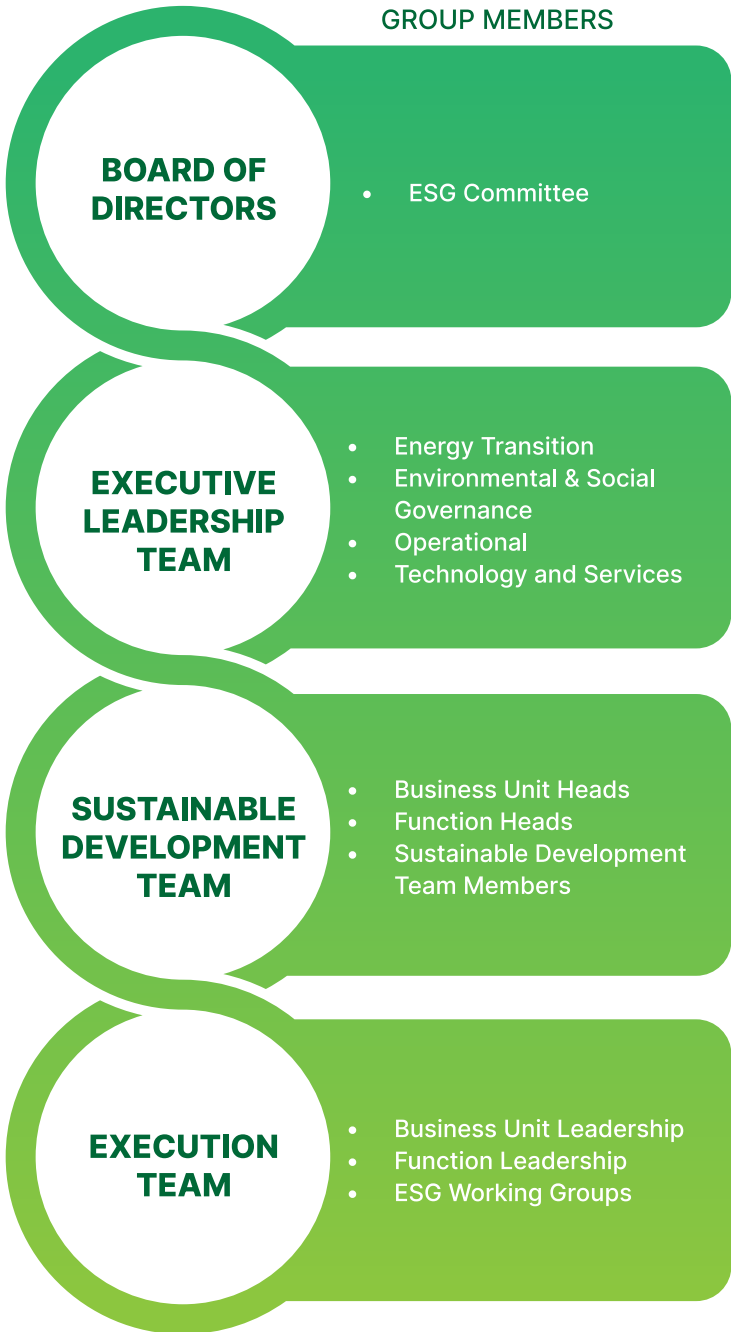 GROUP MEMBERS
BOARD OF
DIRECTORS
• ESG Committee
EXECUTIVE
LEADERSHIP
TEAM
• Energy Transition
• Environmental & Social
Governance
• Operational
• Technology and Services
SUSTAINABLE
DEVELOPMENT
TEAM
• Business Unit Heads
• Function Heads
• Sustainable Development
Team Members
EXECUTION
TEAM
• Business Unit Leadership
• Function Leadership
• ESG Working Groups